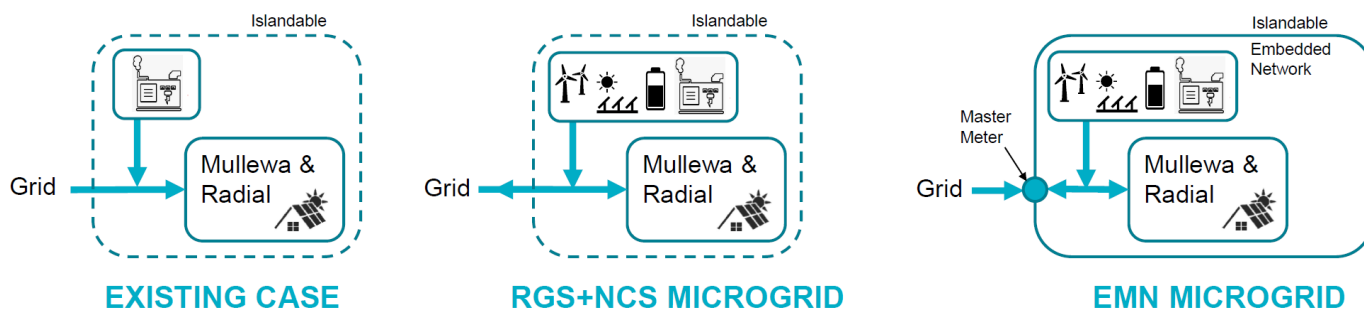 Islandable
Grid
Mullewa &
Radial
EXISTING CASE
Islandable
Grid
Mullewa &
Radial
RGS+NCS MICROGRID
Islandable
Embedded
Network
Master
Meter
Grid
Mullewa &
Radial
EMN MICROGRID